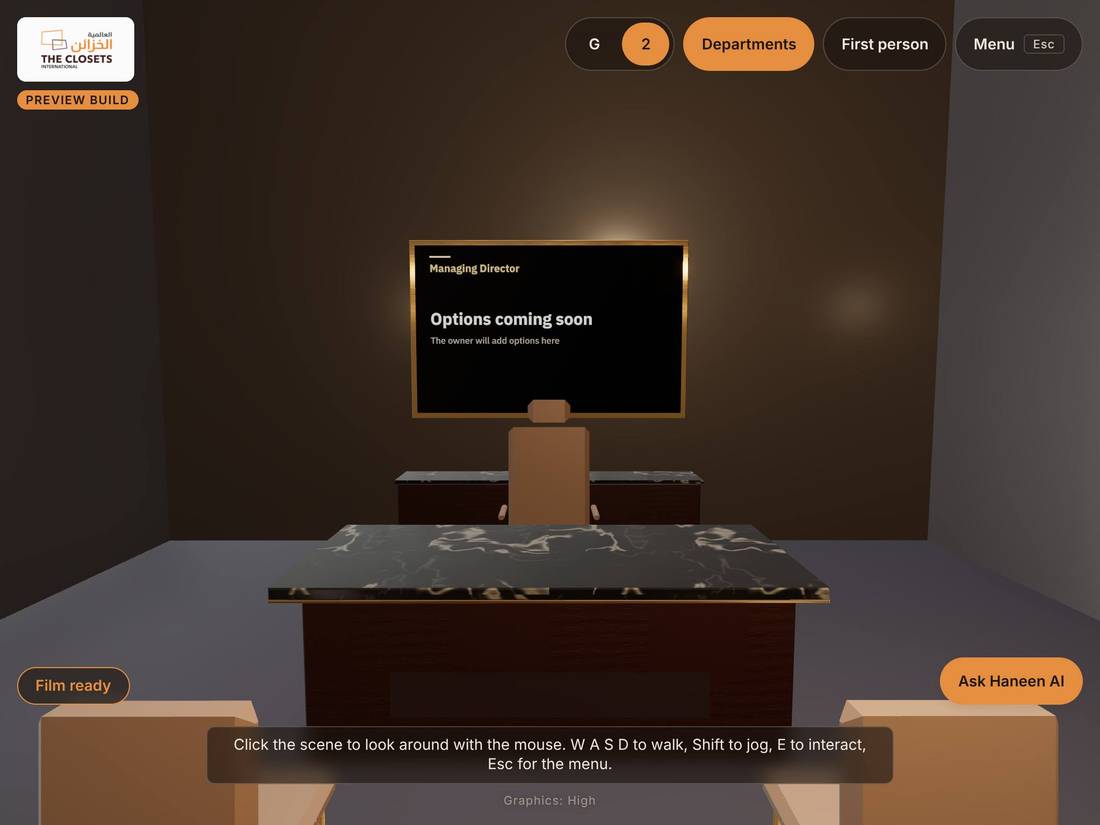 العالمية
الخزائن
THE CLOSETS
INTERNATIONAL
PREVIEW BUILD
G
2
Departments
First person
Menu
Esc
Managing Director
Options coming soon
The owner will add options here
Film ready
Ask Haneen AI
Click the scene to look around with the mouse. W A S D to walk, Shift to jog, E to interact,
Esc for the menu.
Graphics: High